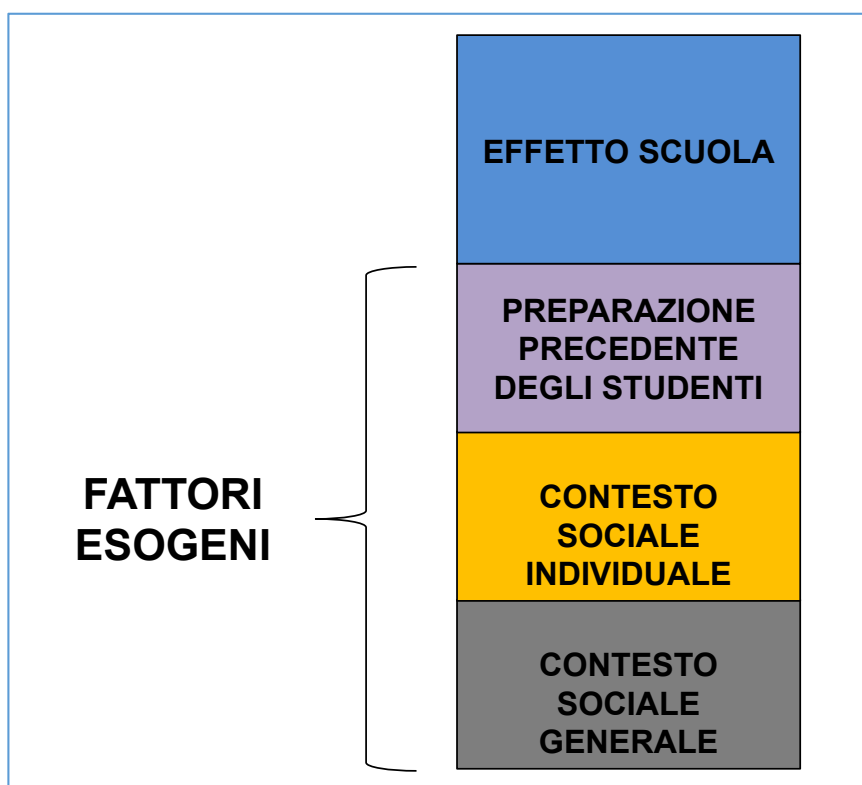 EFFETTO SCUOLA
PREPARAZIONE
PRECEDENTE
DEGLI STUDENTI
FATTORI
ESOGENI
CONTESTO
SOCIALE
INDIVIDUALE
CONTESTO
SOCIALE
GENERALE